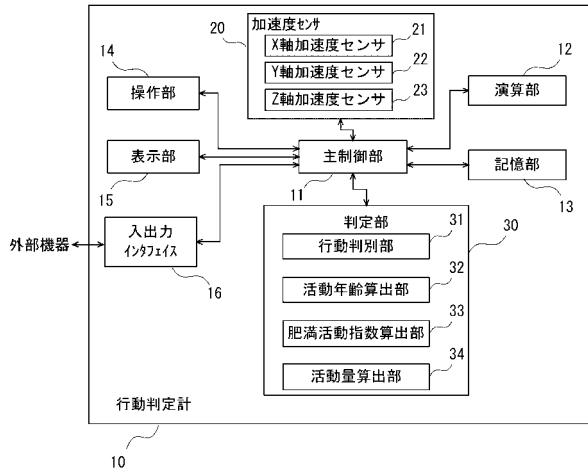 加速度センサ
20
X軸加速度センサ
21
Y軸加速度センサ
22
Z軸加速度センサ
23
14
操作部
12
演算部
表示部
15
主制御部
11
記憶部
13
外部機器
入出力
インタフェイス
16
判定部
30
行動判別部
31
活動年齢算出部
32
肥満活動指数算出部
33
活動量算出部
34
行動判定計
10